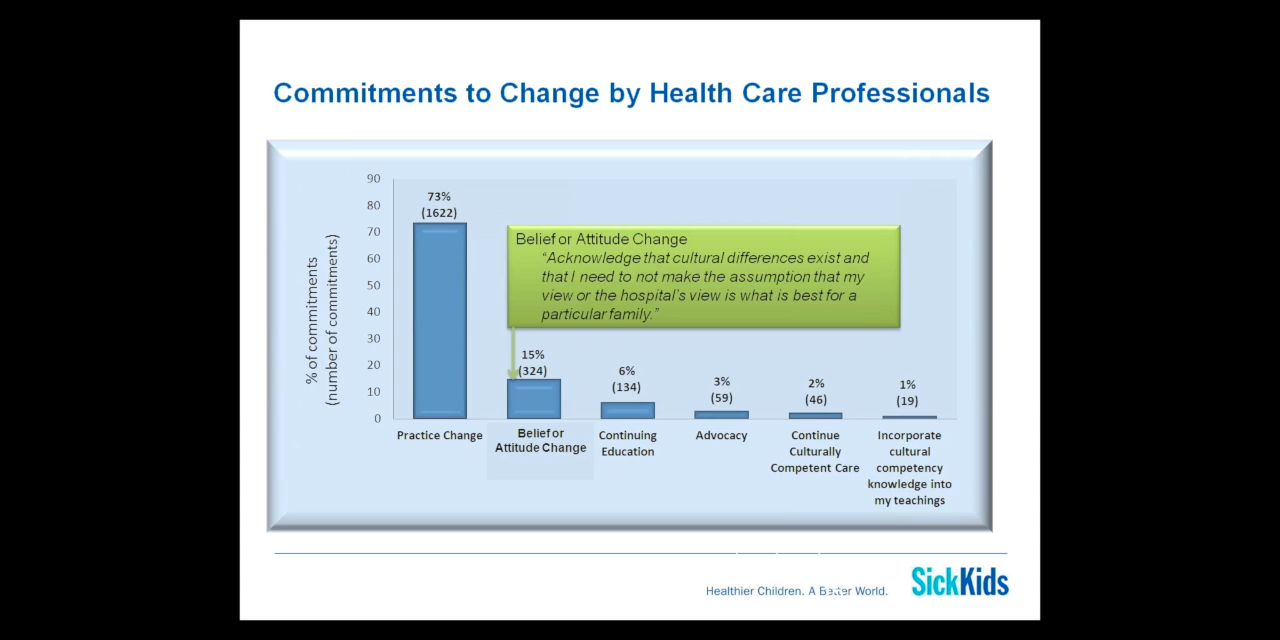 Commitments to Change by Health Care Professionals
% of commitments
(number of commitments)
90
80
70
60
50
40
30
20
10
0
73%
(1622)
Belief or Attitude Change
“Acknowledge that cultural differences exist and
that I need to not make the assumption that my
view or the hospital’s view is what is best for a
particular family.”
15%
(324)
6%
(134)
3%
(59)
2%
(46)
1%
(19)
Practice Change
Belief or
Attitude Change
Continuing
Education
Advocacy
Continue
Culturally
Competent Care
Incorporate
cultural
competency
knowledge into
my teachings
Healthier Children. A Better World.
SickKids